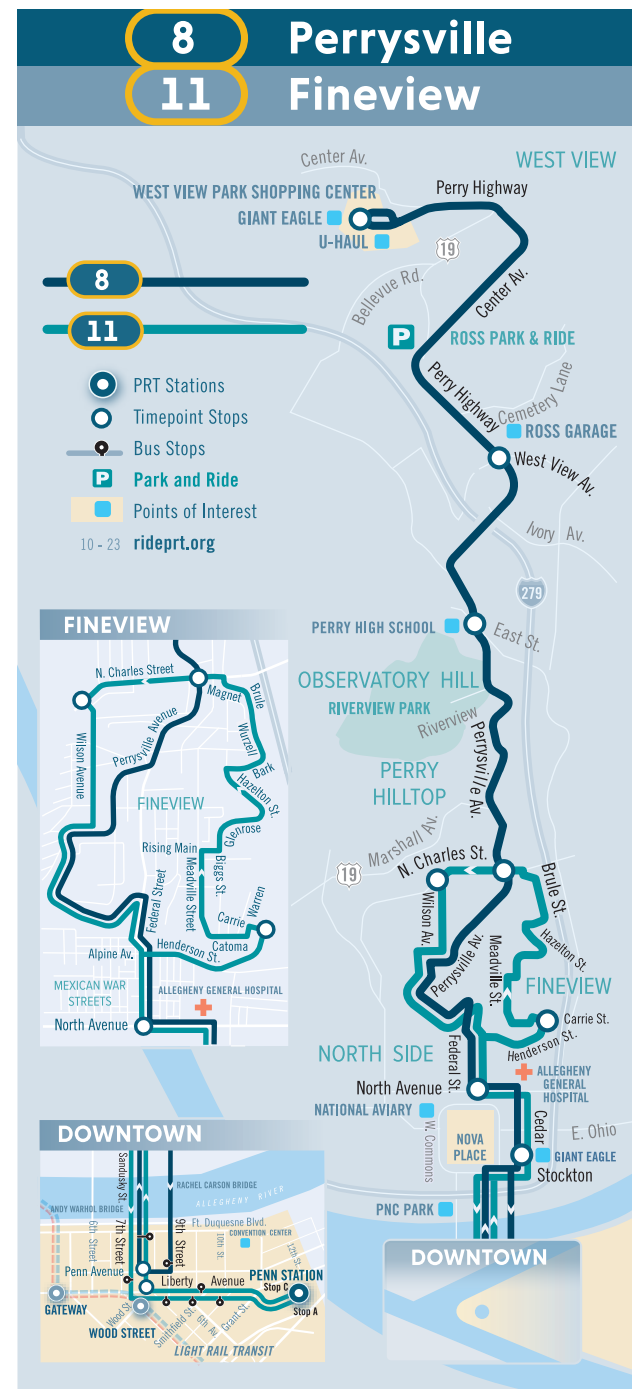 8 Perrysville
11 Fineview
Center Av.
WEST VIEW
WEST VIEW PARK SHOPPING CENTER
Perry Highway
GIANT EAGLE
U-HAUL
19
8
Bellevue Rd.
Center Av.
11
P
ROSS PARK & RIDE
PRT Stations
Perry Highway
Cemetery Lane
Timepoint Stops
ROSS GARAGE
Bus Stops
West View Av.
P
Park and Ride
Points of Interest
Ivory Av.
10 - 23 rideprt.org
279
FINEVIEW
PERRY HIGH SCHOOL
East St.
N. Charles Street
Magnet
Brule
OBSERVATORY HILL
RIVERVIEW PARK
Riverview
Wilson Avenue
Perrysville Avenue
Wurzell
Bark
Hazelton St.
Perrysville Av.
PERRY
HILLTOP
FINEVIEW
Glenrose
Rising Main
Marshall Av.
N. Charles St.
19
Biggs St.
Meadville Street
Brule St.
Federal Street
Warren
Carrie
Wilson Av.
Hazelton St.
Catoma
Perrysville Av.
Meadville St.
Alpine Av.
Henderson St.
FINEVIEW
MEXICAN WAR
STREETS
ALLEGHENY GENERAL HOSPITAL
Carrie St.
North Avenue
Henderson St.
NORTH SIDE
Federal St.
ALLEGHENY
GENERAL
HOSPITAL
North Avenue
NATIONAL AVIARY
Cedar
E. Ohio
W. Commons
NOVA
PLACE
GIANT EAGLE
Stockton
PNC PARK
DOWNTOWN
DOWNTOWN
Sandusky St.
RACHEL CARSON BRIDGE
ALLEGHENY RIVER
ANDY WARHOL BRIDGE
6th Street
7th Street
9th Street
Ft. Duquesne Blvd.
10th St.
CONVENTION CENTER
12th St.
Penn Avenue
PENN STATION
Liberty Avenue
Stop C
GATEWAY
Wood St.
Stop A
WOOD STREET
Smithfield St.
6th Av.
Grant St.
LIGHT RAIL TRANSIT